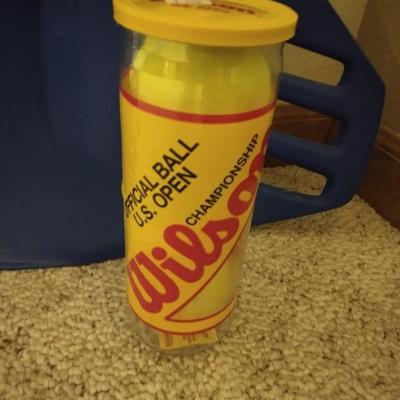 OFFICIAL BALL
U.S. OPEN
CHAMPIONSHIP
Wilson